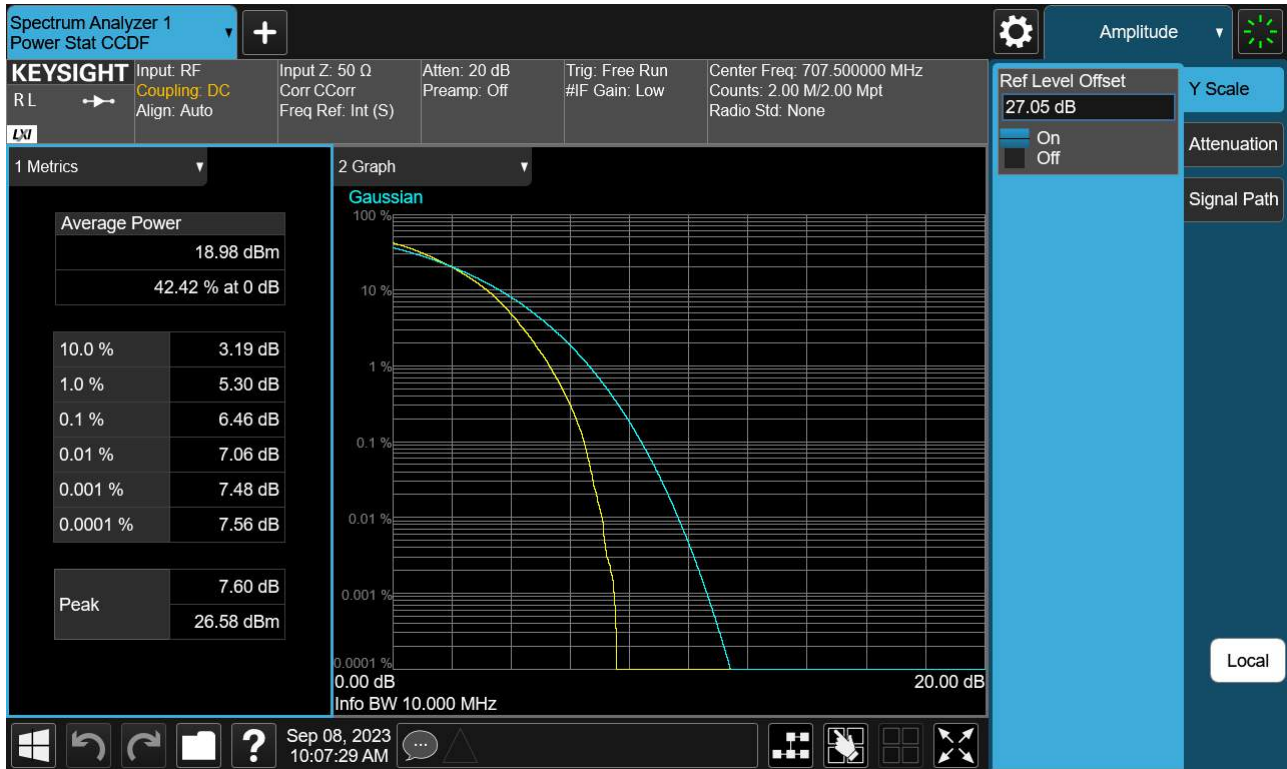 Spectrum Analyzer 1
Power Stat CCDF
+
Amplitude
KEYSIGHT
R L
LXI
Input: RF
Coupling: DC
Align: Auto
Input Z: 50 Ω
Corr CCorr
Freq Ref: Int (S)
Atten: 20 dB
Preamp: Off
Trig: Free Run
#IF Gain: Low
Center Freq: 707.500000 MHz
Counts: 2.00 M/2.00 Mpt
Radio Std: None
Ref Level Offset
27.05 dB
On
Off
Y Scale
Attenuation
Signal Path
1 Metrics
Average Power
18.98 dBm
42.42 % at 0 dB
10.0 % 3.19 dB
1.0 % 5.30 dB
0.1 % 6.46 dB
0.01 % 7.06 dB
0.001 % 7.48 dB
0.0001 % 7.56 dB
Peak
7.60 dB
26.58 dBm
2 Graph
Gaussian
100 %
10 %
1 %
0.1 %
0.01 %
0.001 %
0.0001 %
0.00 dB 20.00 dB
Info BW 10.000 MHz
Local
?
Sep 08, 2023
10:07:29 AM